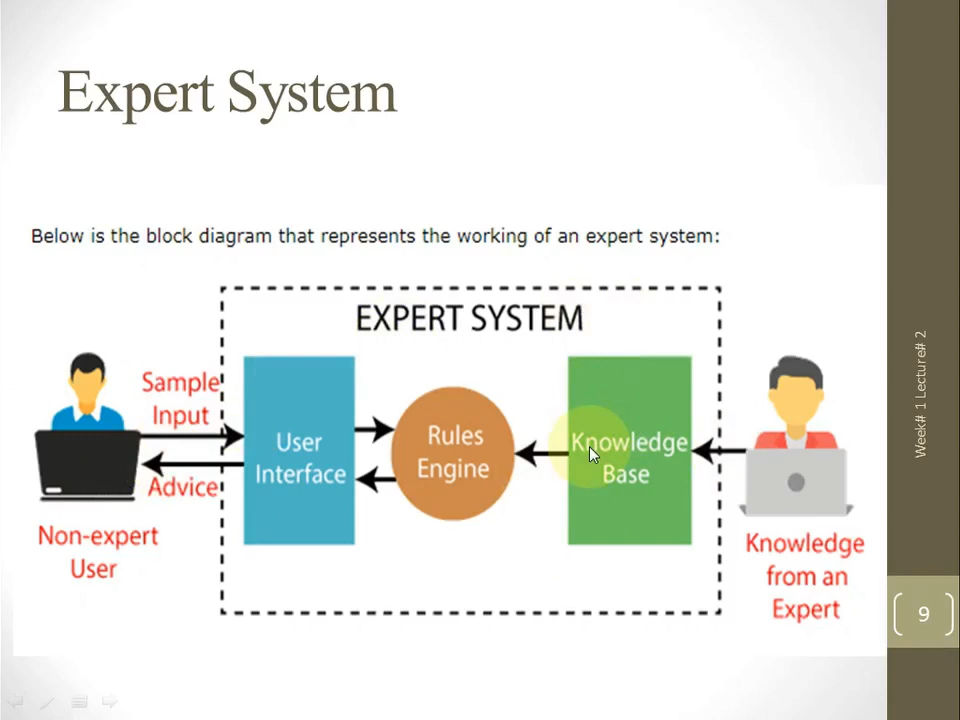 Expert System
Below is the block diagram that represents the working of an expert system:
EXPERT SYSTEM
Sample
Input
Advice
Non-expert
User
User
Interface
Rules
Engine
Knowledge
Base
Knowledge
from an
Expert
Week# 1 Lecture# 2
9